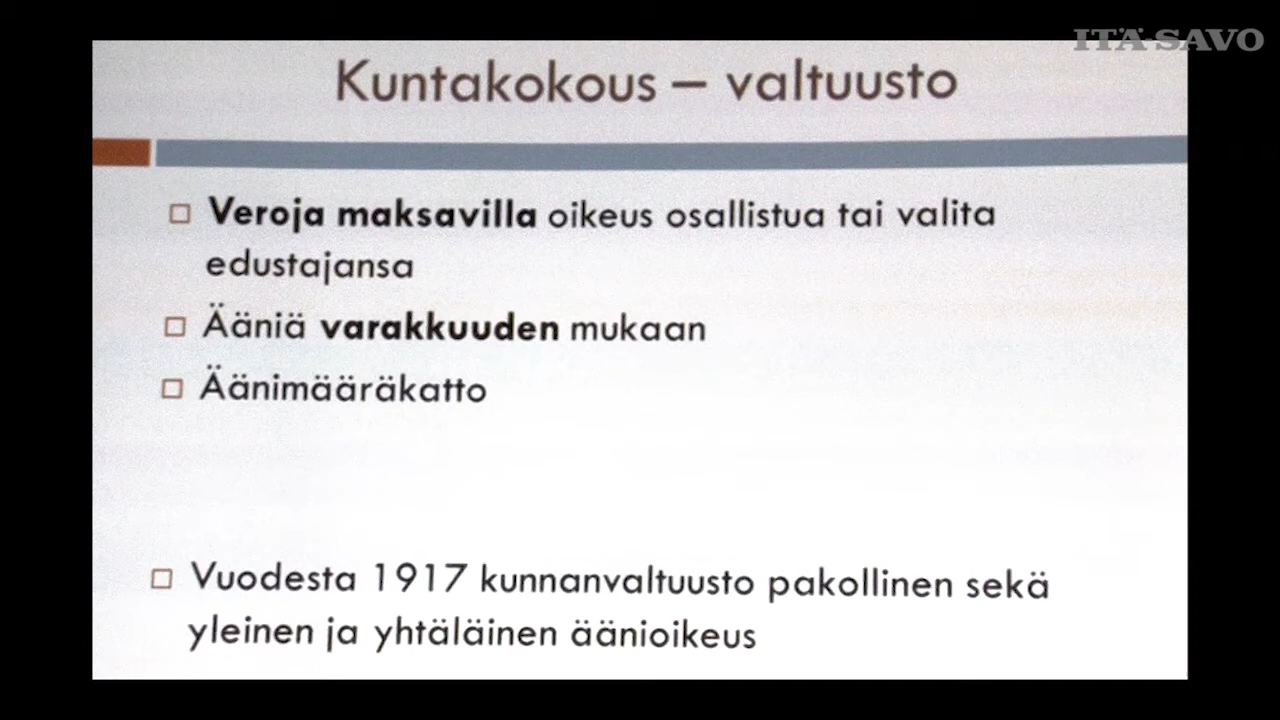 ITÄ-SAVO
Kuntakokous – valtuusto
Veroja maksavilla oikeus osallistua tai valita
edustajansa
Ääniä varakkuuden mukaan
Äänimääräkatto
Vuodesta 1917 kunnanvaltuusto pakollinen sekä
yleinen ja yhtäläinen äänioikeus